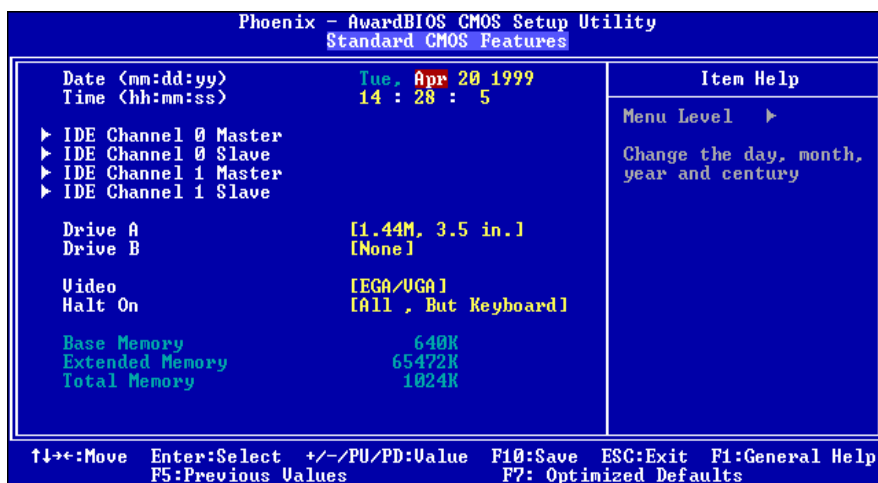 Phoenix - AwardBIOS CMOS Setup Utility
Standard CMOS Features
Date (mm:dd:yy) Tue, Apr 20 1999
Time (hh:mm:ss) 14 : 28 : 5
IDE Channel 0 Master
IDE Channel 0 Slave
IDE Channel 1 Master
IDE Channel 1 Slave
Drive A [1.44M, 3.5 in.]
Drive B [None]
Video [EGA/VGA]
Halt On [All , But Keyboard]
Base Memory 640K
Extended Memory 65472K
Total Memory 1024K
Item Help
Menu Level ►
Change the day, month,
year and century
↑↓→←:Move Enter:Select +/-/PU/PD:Value F10:Save ESC:Exit F1:General Help
F5:Previous Values F7: Optimized Defaults